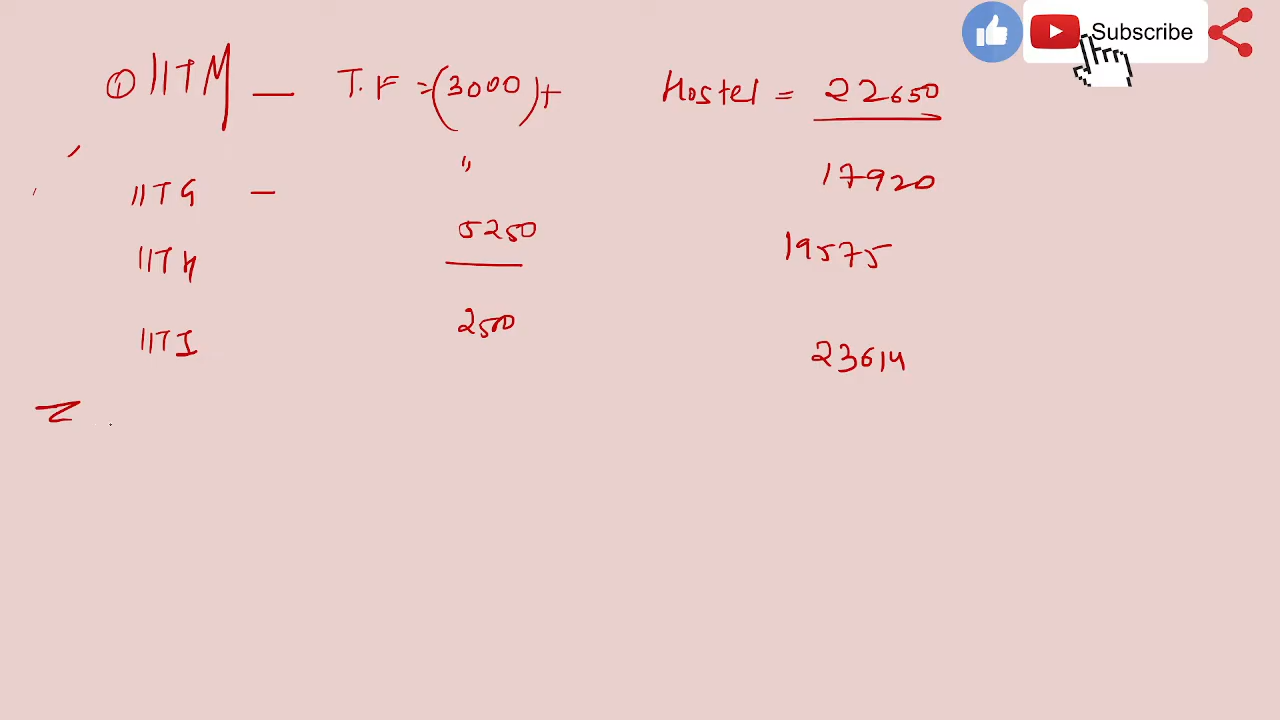 Subscribe
① IITM — T.F = (3000) + Hostel = 22650
IITG — " 17920
IITH 5250 19575
IITI 2500 23614